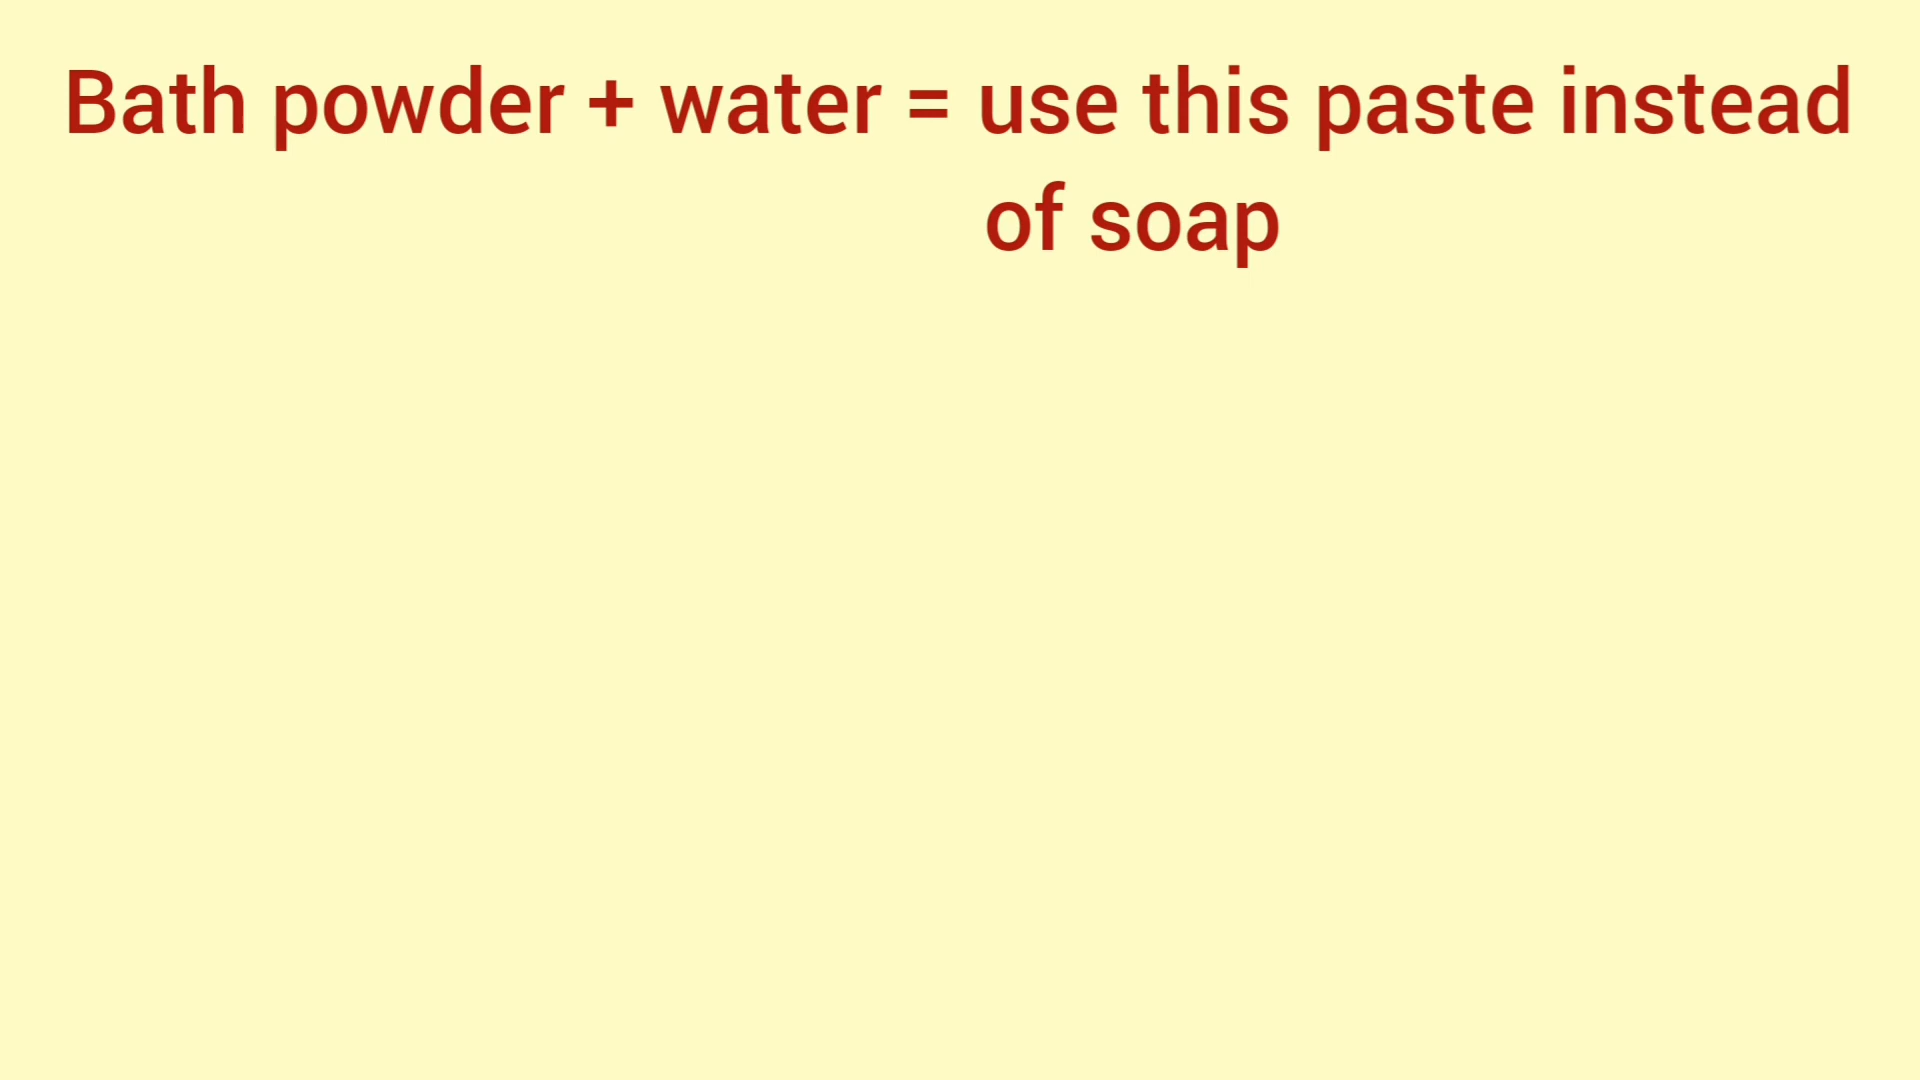 Bath powder + water = use this paste instead
of soap